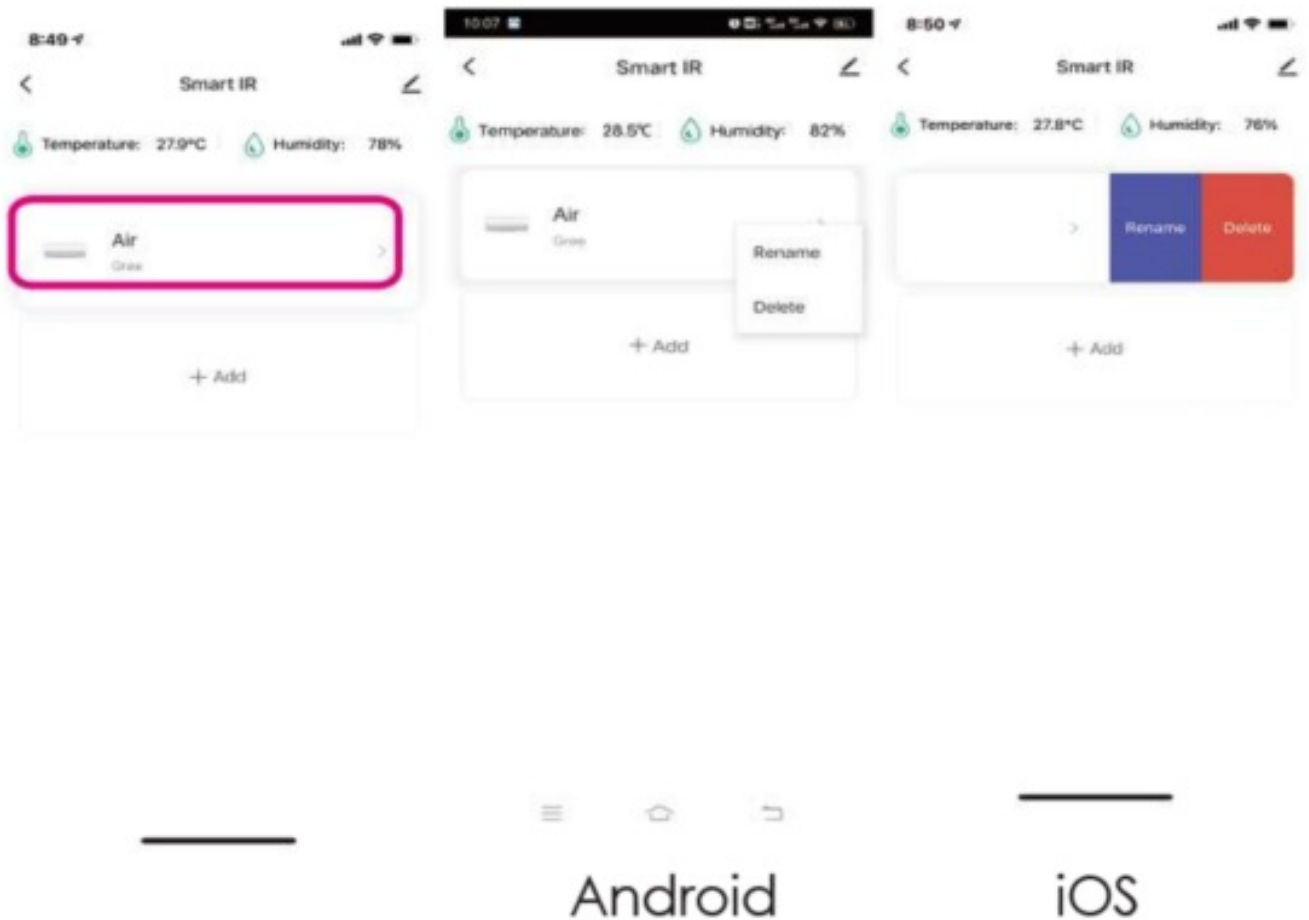 8:49
Smart IR
Temperature: 27.9°C Humidity: 78%
Air
Gree
+ Add
10:07
Smart IR
Temperature: 28.5℃ Humidity: 82%
Air
Gree
Rename
Delete
+ Add
Android
8:50
Smart IR
Temperature: 27.8°C Humidity: 76%
Rename Delete
+ Add
iOS